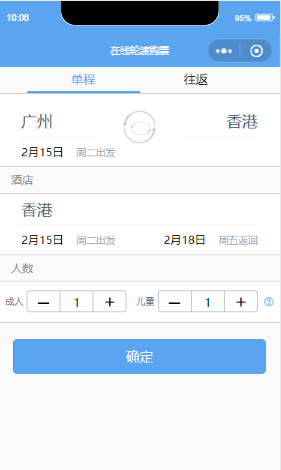 10:06 95%
在线轮渡购票
单程 往返
广州 香港
2月15日 周二出发
酒店
香港
2月15日 周二出发 2月18日 周五返回
人数
成人 − 1 + 儿童 − 1 + ?
确定